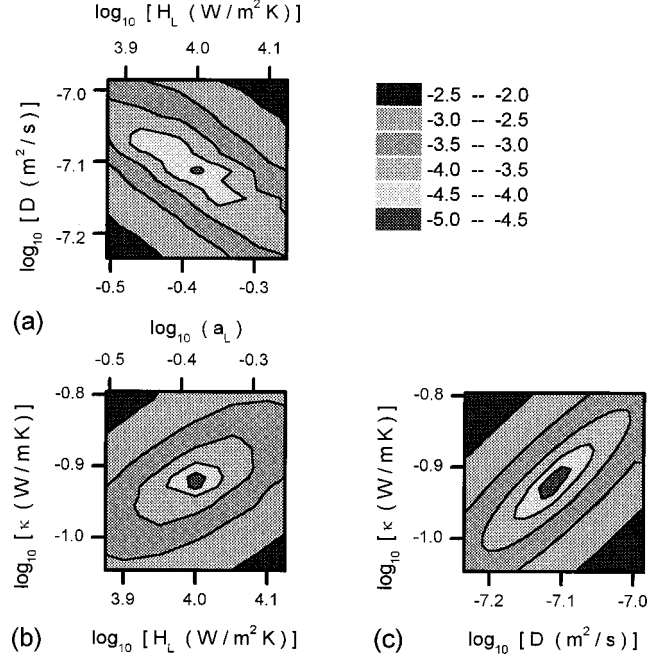 log10 [ HL ( W / m2 K ) ]
3.9 4.0 4.1
-7.0
-7.1
-7.2
log10 [ D ( m2 / s ) ]
-0.5 -0.4 -0.3
(a)
log10 ( aL )
-2.5 -- -2.0
-3.0 -- -2.5
-3.5 -- -3.0
-4.0 -- -3.5
-4.5 -- -4.0
-5.0 -- -4.5
-0.5 -0.4 -0.3
-0.8
-0.9
-1.0
log10 [ κ ( W / m K ) ]
3.9 4.0 4.1
(b) log10 [ HL ( W / m2 K ) ]
-0.8
-0.9
-1.0
log10 [ κ ( W / m K ) ]
-7.2 -7.1 -7.0
(c) log10 [ D ( m2 / s ) ]